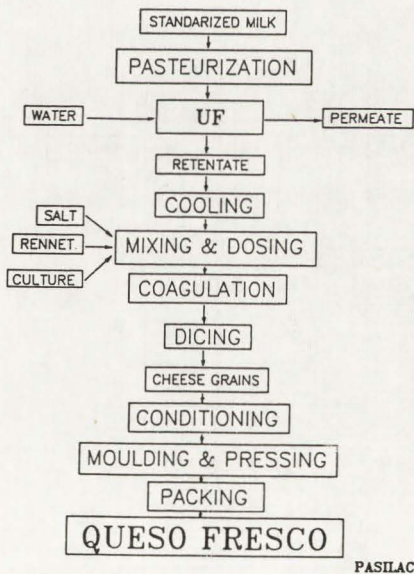 STANDARIZED MILK
PASTEURIZATION
WATER
UF
PERMEATE
RETENTATE
COOLING
SALT
RENNET.
MIXING & DOSING
CULTURE
COAGULATION
DICING
CHEESE GRAINS
CONDITIONING
MOULDING & PRESSING
PACKING
QUESO FRESCO
PASILAC